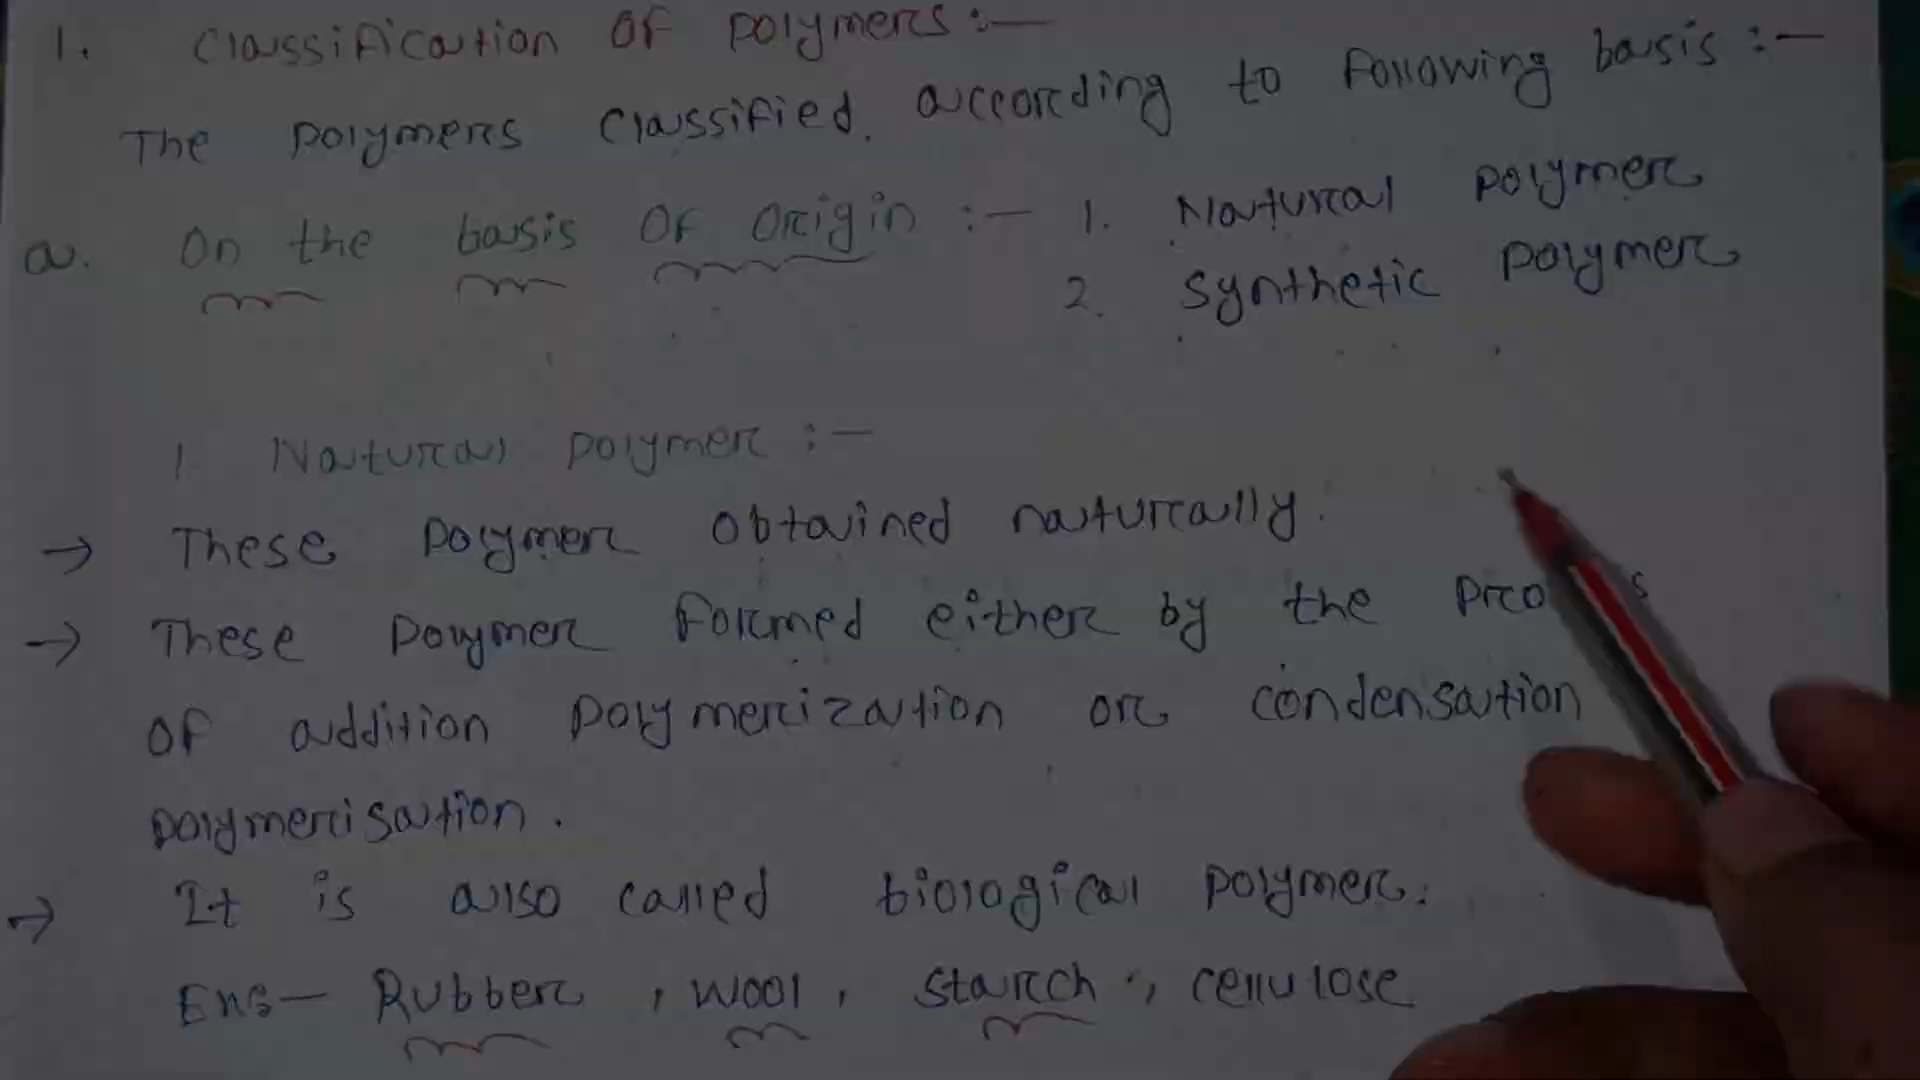 1. Classification of polymers :-
The polymers classified according to following basis :-
a. On the basis of origin :- 1. Natural polymer
2. Synthetic polymer
1. Natural polymer :-
→ These polymer obtained naturally.
→ These polymer formed either by the
of addition polymerization or condensation
polymerisation.
→ It is also called biological polymer.
Rubber, wool, starch, cellulose